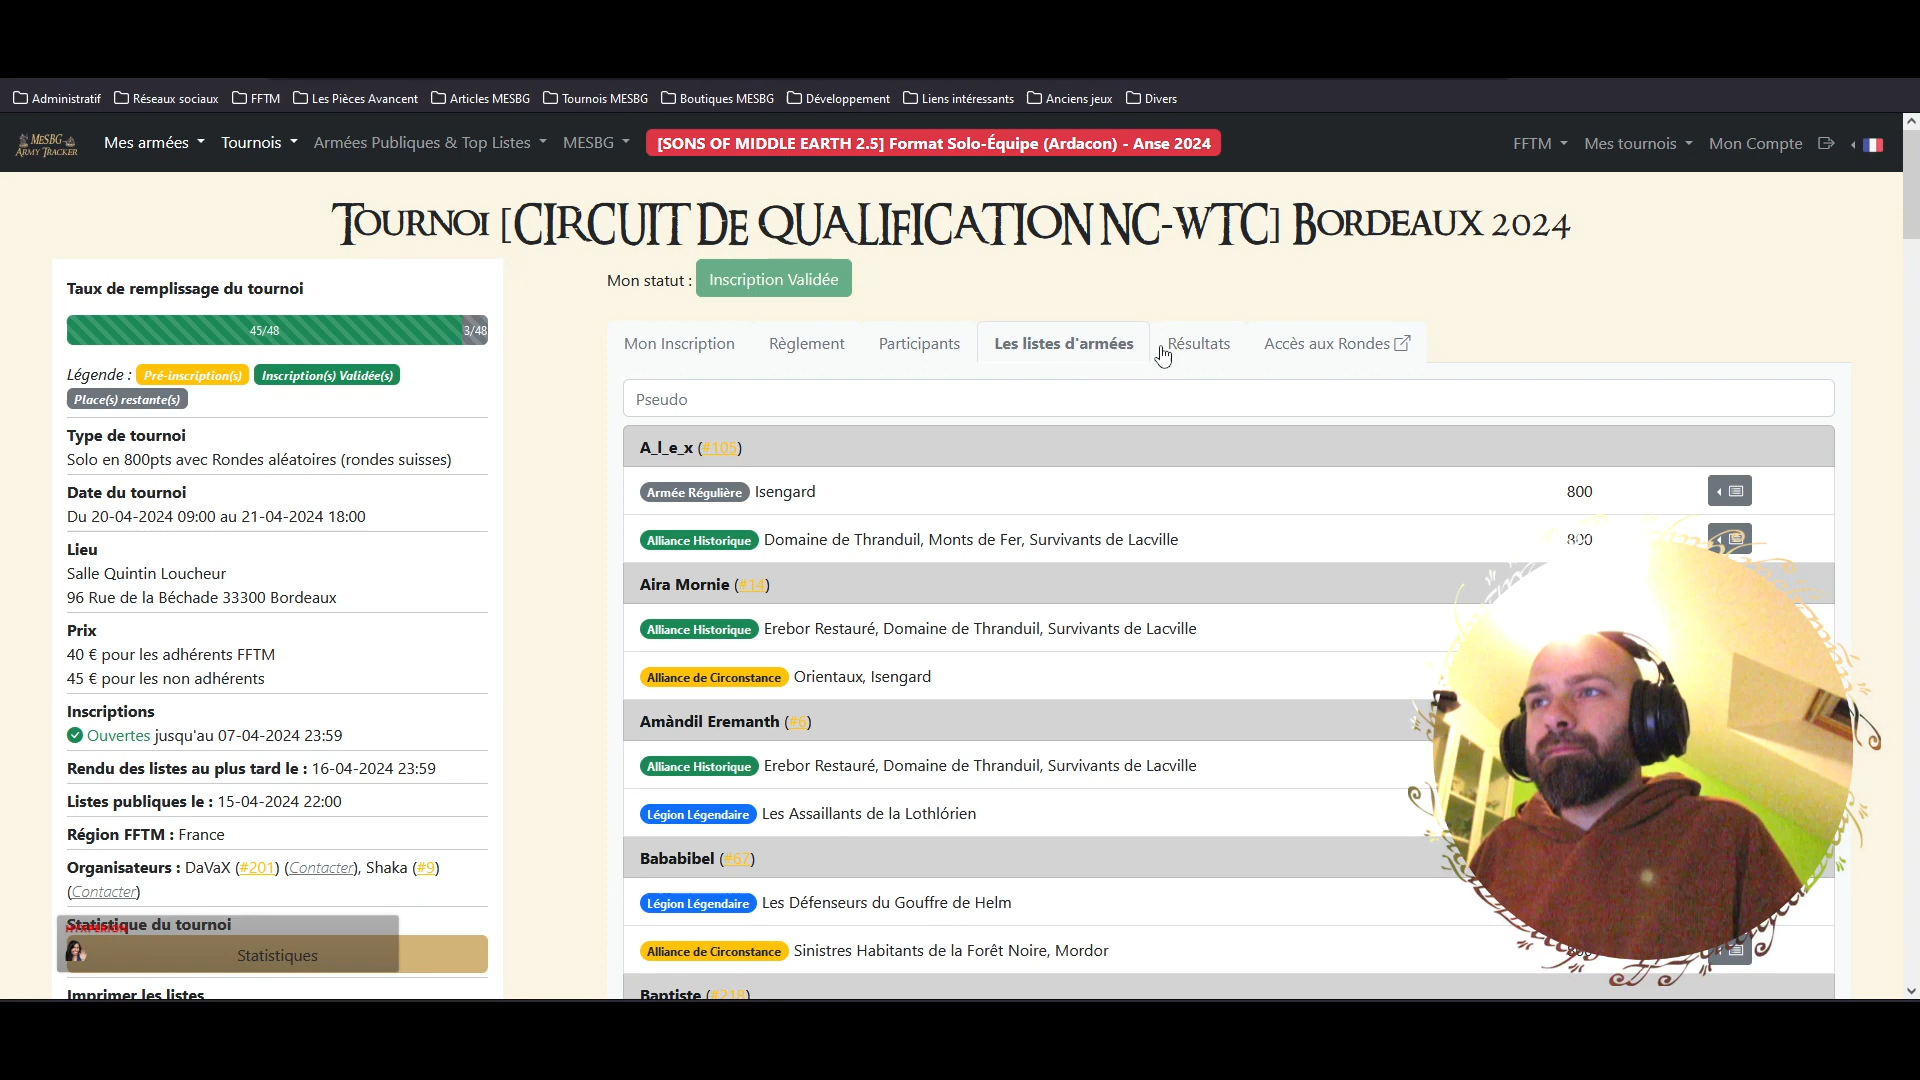 Administratif Réseaux sociaux FFTM Les Pièces Avancent Articles MESBG Tournois MESBG Boutiques MESBG Développement Liens intéressants Anciens jeux Divers
MESBG
ARMY TRACKER
Mes armées Tournois Armées Publiques & Top Listes MESBG [SONS OF MIDDLE EARTH 2.5] Format Solo-Équipe (Ardacon) - Anse 2024 FFTM Mes tournois Mon Compte
TOURNOI [CIRCUIT De QUALIfICATION NC-WTC] BORDEAUX 2024
Taux de remplissage du tournoi
45/48 3/48
Légende : Pré-inscription(s) Inscription(s) Validée(s)
Place(s) restante(s)
Type de tournoi
Solo en 800pts avec Rondes aléatoires (rondes suisses)
Date du tournoi
Du 20-04-2024 09:00 au 21-04-2024 18:00
Lieu
Salle Quintin Loucheur
96 Rue de la Béchade 33300 Bordeaux
Prix
40 € pour les adhérents FFTM
45 € pour les non adhérents
Inscriptions
Ouvertes jusqu'au 07-04-2024 23:59
Rendu des listes au plus tard le : 16-04-2024 23:59
Listes publiques le : 15-04-2024 22:00
Région FFTM : France
Organisateurs : DaVaX (#201) (Contacter), Shaka (#9)
(Contacter)
Statistique du tournoi
Statistiques
Imprimer les listes
Mon statut : Inscription Validée
Mon Inscription Règlement Participants Les listes d'armées Résultats Accès aux Rondes
Pseudo
A_l_e_x (#105)
Armée Régulière Isengard 800
Alliance Historique Domaine de Thranduil, Monts de Fer, Survivants de Lacville 800
Aira Mornie (#14)
Alliance Historique Erebor Restauré, Domaine de Thranduil, Survivants de Lacville
Alliance de Circonstance Orientaux, Isengard
Amàndil Eremanth (#6)
Alliance Historique Erebor Restauré, Domaine de Thranduil, Survivants de Lacville
Légion Légendaire Les Assaillants de la Lothlórien
Bababibel (#67)
Légion Légendaire Les Défenseurs du Gouffre de Helm
Alliance de Circonstance Sinistres Habitants de la Forêt Noire, Mordor
Baptiste (#218)